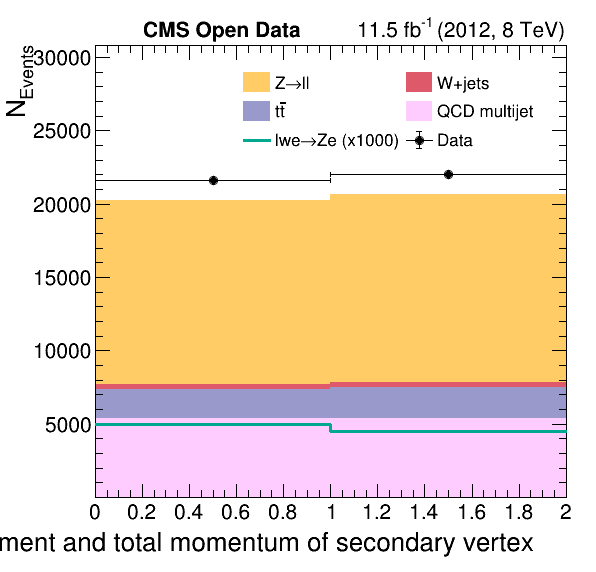 CMS Open Data 11.5 fb⁻¹ (2012, 8 TeV)
N_Events
30000
25000
20000
15000
10000
5000
Z→ll W+jets
tt̄ QCD multijet
lwe→Ze (x1000) Data
0 0.2 0.4 0.6 0.8 1 1.2 1.4 1.6 1.8 2
ment and total momentum of secondary vertex